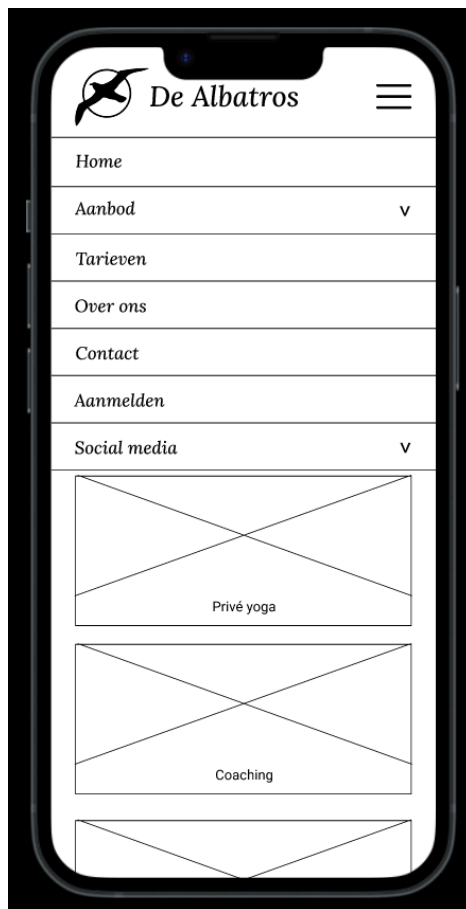 De Albatros
Home
Aanbod v
Tarieven
Over ons
Contact
Aanmelden
Social media v
Privé yoga
Coaching